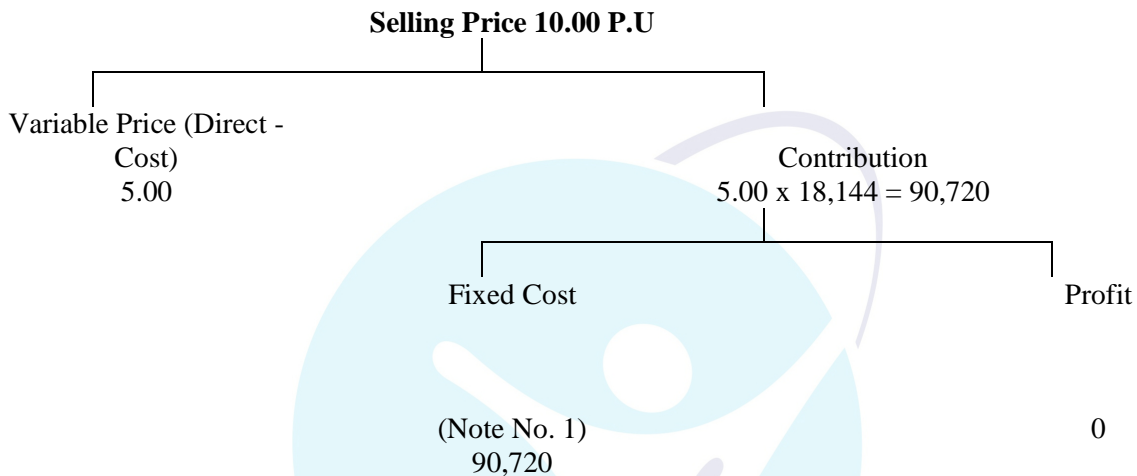 Selling Price 10.00 P.U
Variable Price (Direct -
Cost)
5.00
Contribution
5.00 x 18,144 = 90,720
Fixed Cost
Profit
(Note No. 1)
90,720
0